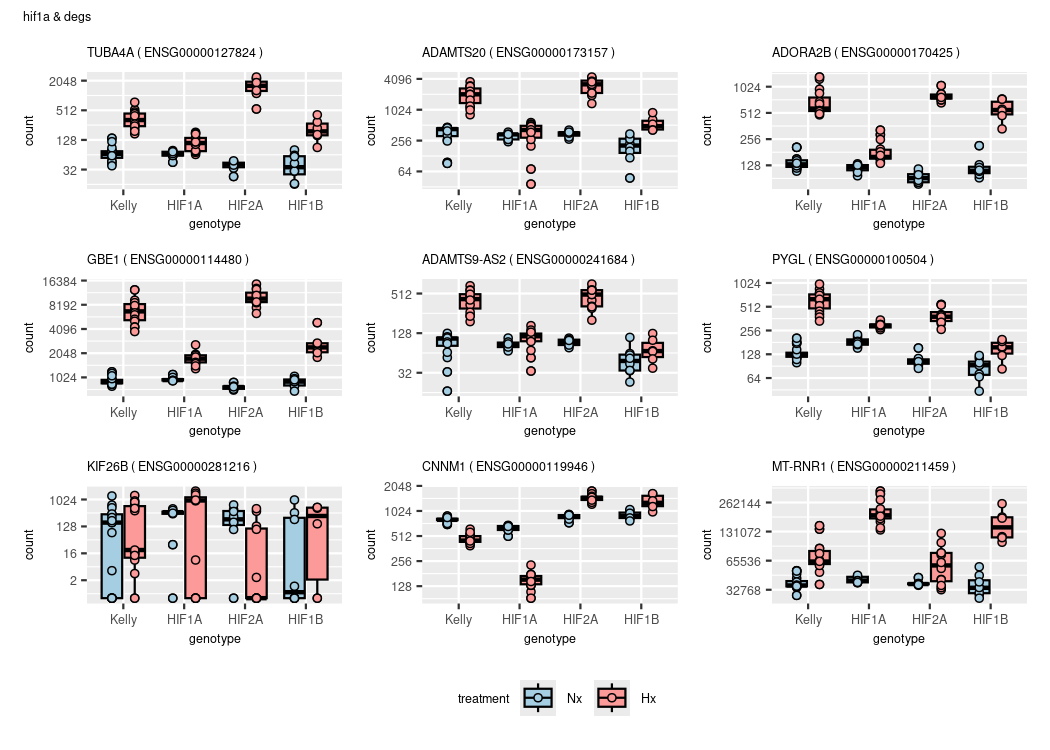 hif1a & degs
TUBA4A ( ENSG00000127824 )
count
2048
512
128
32
Kelly HIF1A HIF2A HIF1B
genotype
ADAMTS20 ( ENSG00000173157 )
count
4096
1024
256
64
Kelly HIF1A HIF2A HIF1B
genotype
ADORA2B ( ENSG00000170425 )
count
1024
512
256
128
Kelly HIF1A HIF2A HIF1B
genotype
GBE1 ( ENSG00000114480 )
count
16384
8192
4096
2048
1024
Kelly HIF1A HIF2A HIF1B
genotype
ADAMTS9-AS2 ( ENSG00000241684 )
count
512
128
32
Kelly HIF1A HIF2A HIF1B
genotype
PYGL ( ENSG00000100504 )
count
1024
512
256
128
64
Kelly HIF1A HIF2A HIF1B
genotype
KIF26B ( ENSG00000281216 )
count
1024
128
16
2
Kelly HIF1A HIF2A HIF1B
genotype
CNNM1 ( ENSG00000119946 )
count
2048
1024
512
256
128
Kelly HIF1A HIF2A HIF1B
genotype
MT-RNR1 ( ENSG00000211459 )
count
262144
131072
65536
32768
Kelly HIF1A HIF2A HIF1B
genotype
treatment Nx Hx